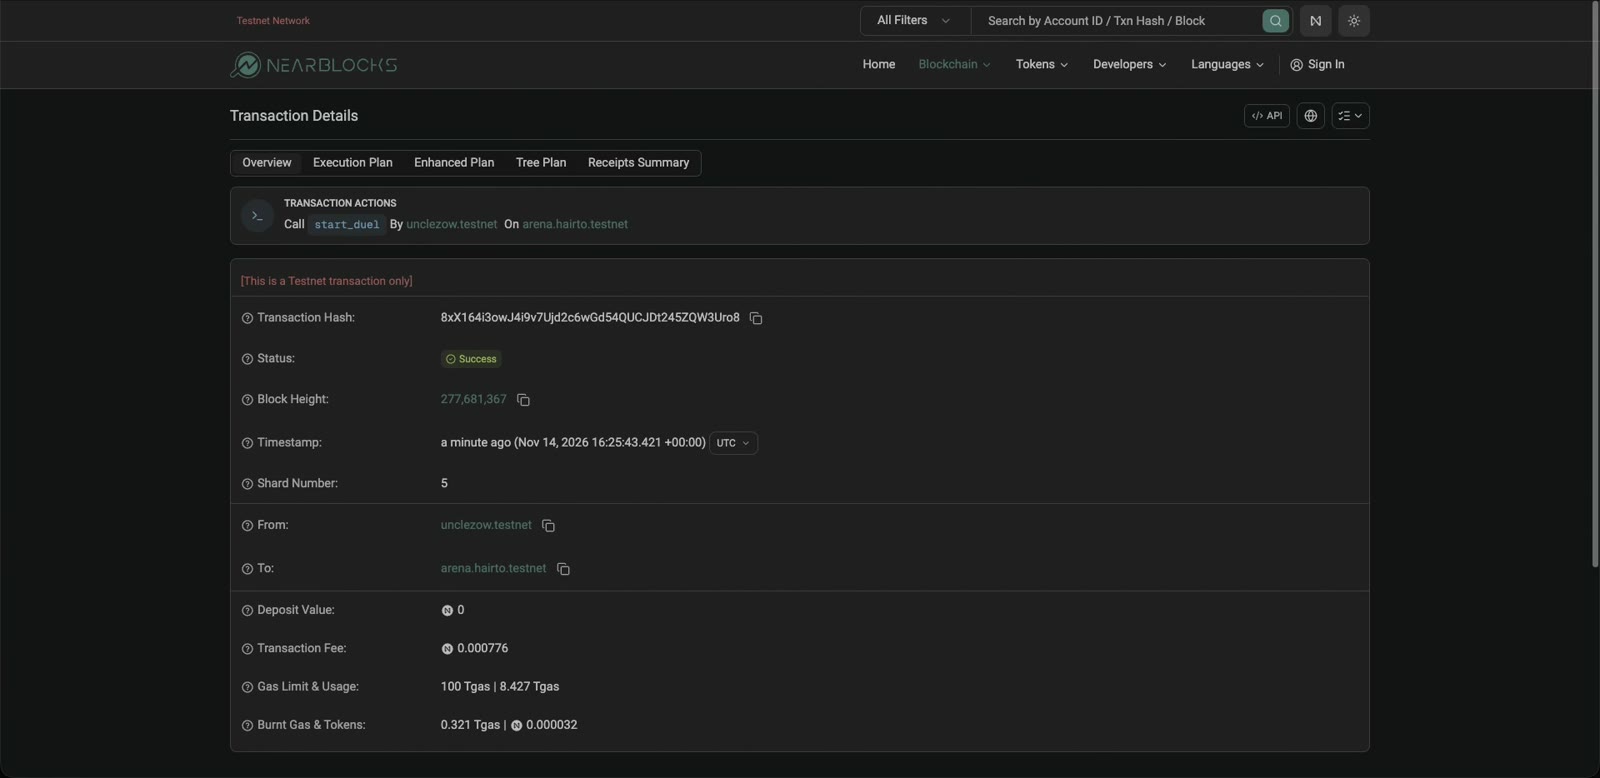 Testnet Network
All Filters Search by Account ID / Txn Hash / Block
NEARBLOCKS Home Blockchain Tokens Developers Languages Sign In
Transaction Details </> API
Overview Execution Plan Enhanced Plan Tree Plan Receipts Summary
TRANSACTION ACTIONS
>_ Call start_duel By unclezow.testnet On arena.hairto.testnet
[This is a Testnet transaction only]
Transaction Hash: 8xX164i3owJ4i9v7Ujd2c6wGd54QUCJDt245ZQW3Uro8
Status: Success
Block Height: 277,681,367
Timestamp: a minute ago (Nov 14, 2026 16:25:43.421 +00:00) UTC
Shard Number: 5
From: unclezow.testnet
To: arena.hairto.testnet
Deposit Value: 0
Transaction Fee: 0.000776
Gas Limit & Usage: 100 Tgas | 8.427 Tgas
Burnt Gas & Tokens: 0.321 Tgas | 0.000032